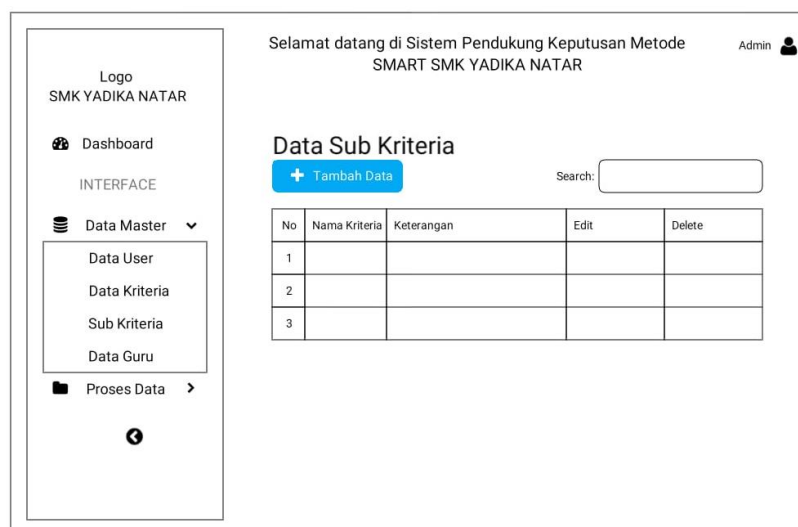 Logo
SMK YADIKA NATAR
Dashboard
INTERFACE
Data Master
Data User
Data Kriteria
Sub Kriteria
Data Guru
Proses Data
Selamat datang di Sistem Pendukung Keputusan Metode
SMART SMK YADIKA NATAR
Admin
Data Sub Kriteria
Tambah Data
Search:
No Nama Kriteria Keterangan Edit Delete
1
2
3